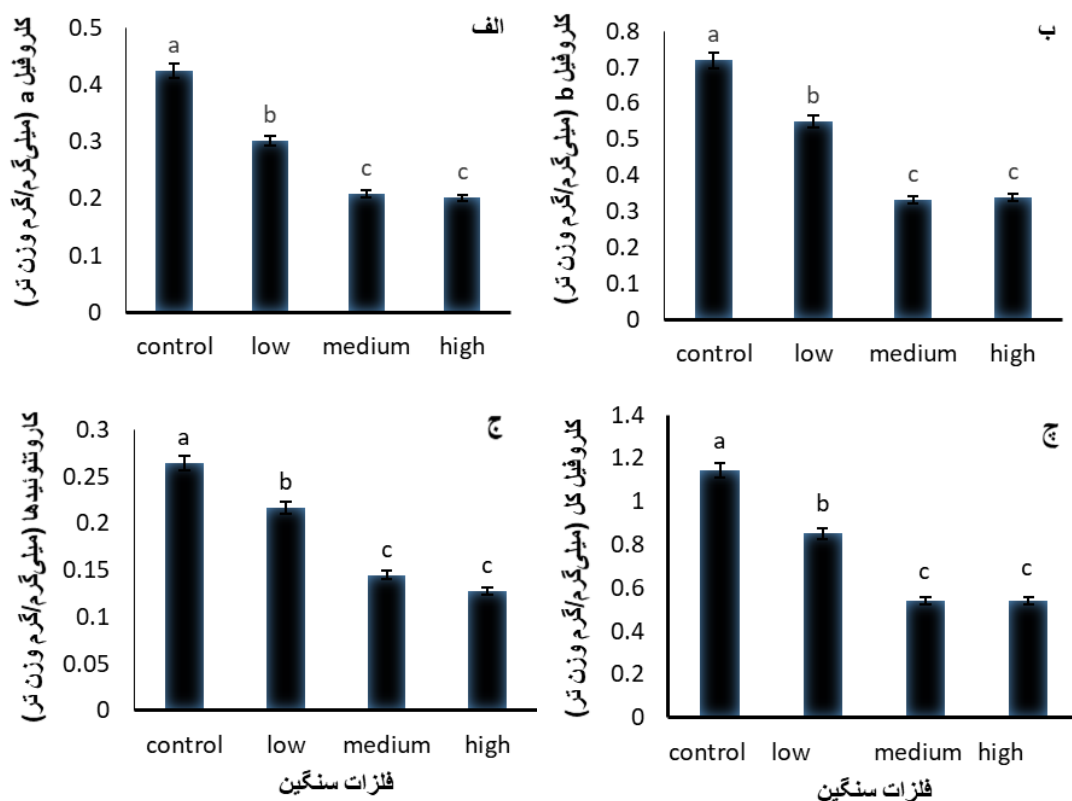 الف
کلروفیل a (میلی‌گرم/گرم وزن تر)
0.5
0.4
0.3
0.2
0.1
0
a
b
c
c
control low medium high
ب
کلروفیل b (میلی‌گرم/گرم وزن تر)
0.8
0.7
0.6
0.5
0.4
0.3
0.2
0.1
0
a
b
c
c
control low medium high
ج
کاروتنوئیدها (میلی‌گرم/گرم وزن تر)
0.3
0.25
0.2
0.15
0.1
0.05
0
a
b
c
c
control low medium high
فلزات سنگین
چ
کلروفیل کل (میلی‌گرم/گرم وزن تر)
1.4
1.2
1
0.8
0.6
0.4
0.2
0
a
b
c
c
control low medium high
فلزات سنگین